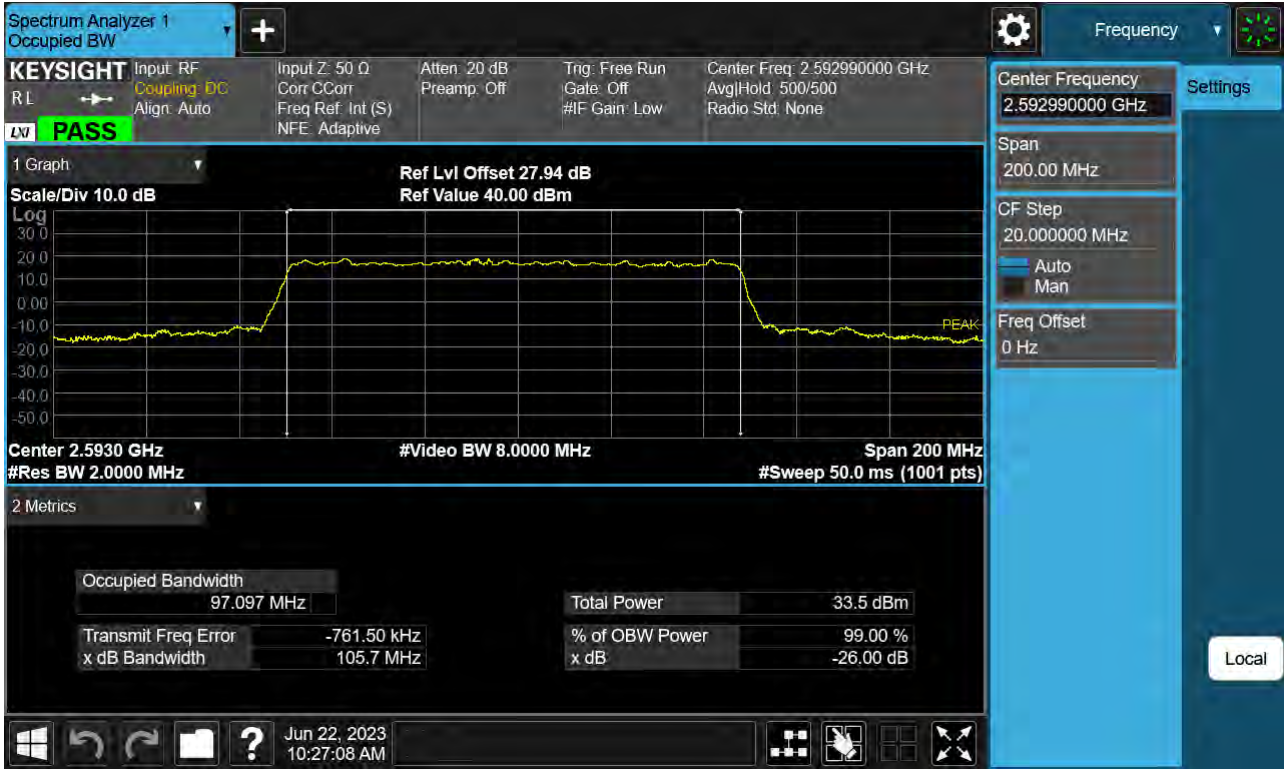 Spectrum Analyzer 1
Occupied BW
+
Frequency
KEYSIGHT
RL
LXI PASS
Input: RF
Coupling: DC
Align: Auto
Input Z: 50 Ω
Corr CCorr
Freq Ref: Int (S)
NFE: Adaptive
Atten: 20 dB
Preamp: Off
Trig: Free Run
Gate: Off
#IF Gain: Low
Center Freq: 2.592990000 GHz
Avg|Hold: 500/500
Radio Std: None
Center Frequency
2.592990000 GHz
Settings
Span
200.00 MHz
CF Step
20.000000 MHz
Auto
Man
Freq Offset
0 Hz
Local
1 Graph
Scale/Div 10.0 dB
Ref Lvl Offset 27.94 dB
Ref Value 40.00 dBm
Log
30.0
20.0
10.0
0.00
-10.0
-20.0
-30.0
-40.0
-50.0
PEAK
Center 2.5930 GHz
#Res BW 2.0000 MHz
#Video BW 8.0000 MHz
Span 200 MHz
#Sweep 50.0 ms (1001 pts)
2 Metrics
Occupied Bandwidth
97.097 MHz
Total Power 33.5 dBm
Transmit Freq Error -761.50 kHz
% of OBW Power 99.00 %
x dB Bandwidth 105.7 MHz
x dB -26.00 dB
?
Jun 22, 2023
10:27:08 AM